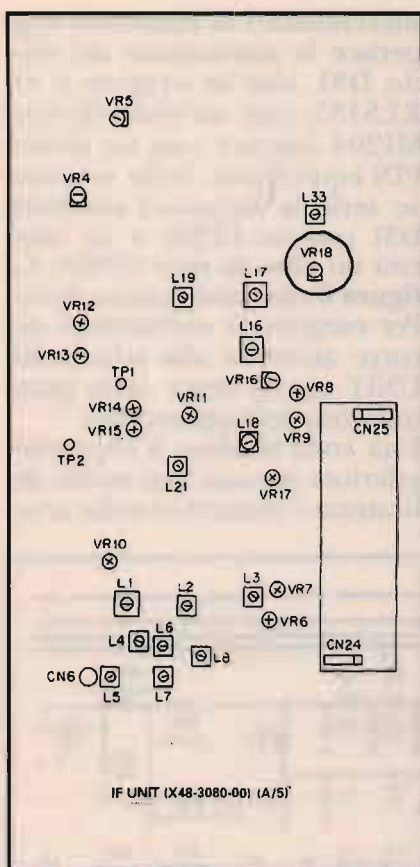 VR5
VR4
L33
VR18
L19
L17
VR12
L16
VR13
TP1
VR16
VR8
VR14
VR11
CN25
VR15
VR9
L18
TP2
L21
VR17
VR10
L1
L2
L3
VR7
VR6
L4
L6
L8
CN24
CN6
L5
L7
IF UNIT (X48-3080-00) (A/5)